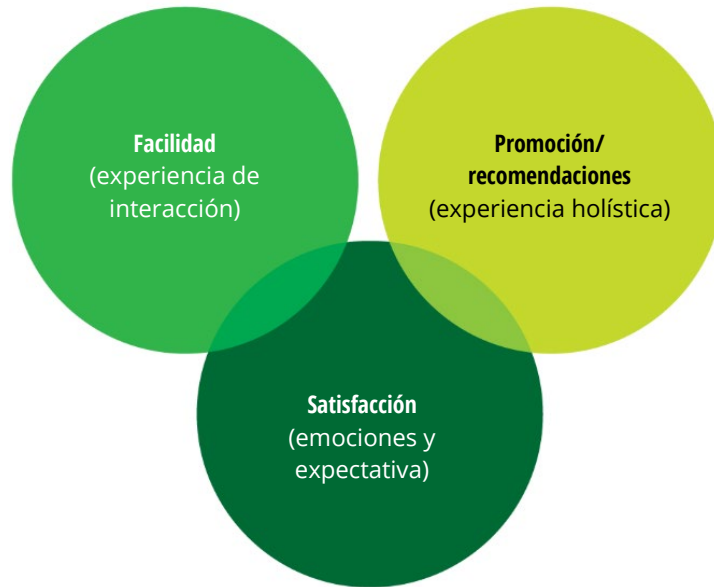 Facilidad
(experiencia de
interacción)
Promoción/
recomendaciones
(experiencia holística)
Satisfacción
(emociones y
expectativa)